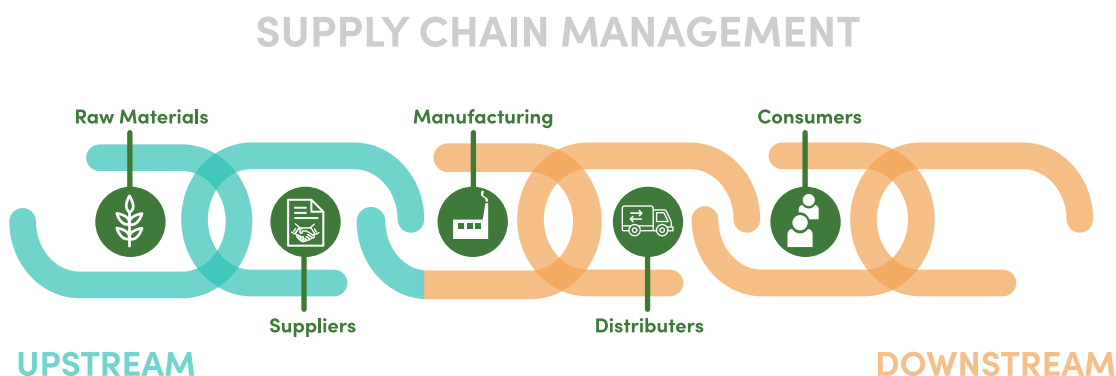 SUPPLY CHAIN MANAGEMENT
Raw Materials
Manufacturing
Consumers
Suppliers
Distributers
UPSTREAM
DOWNSTREAM